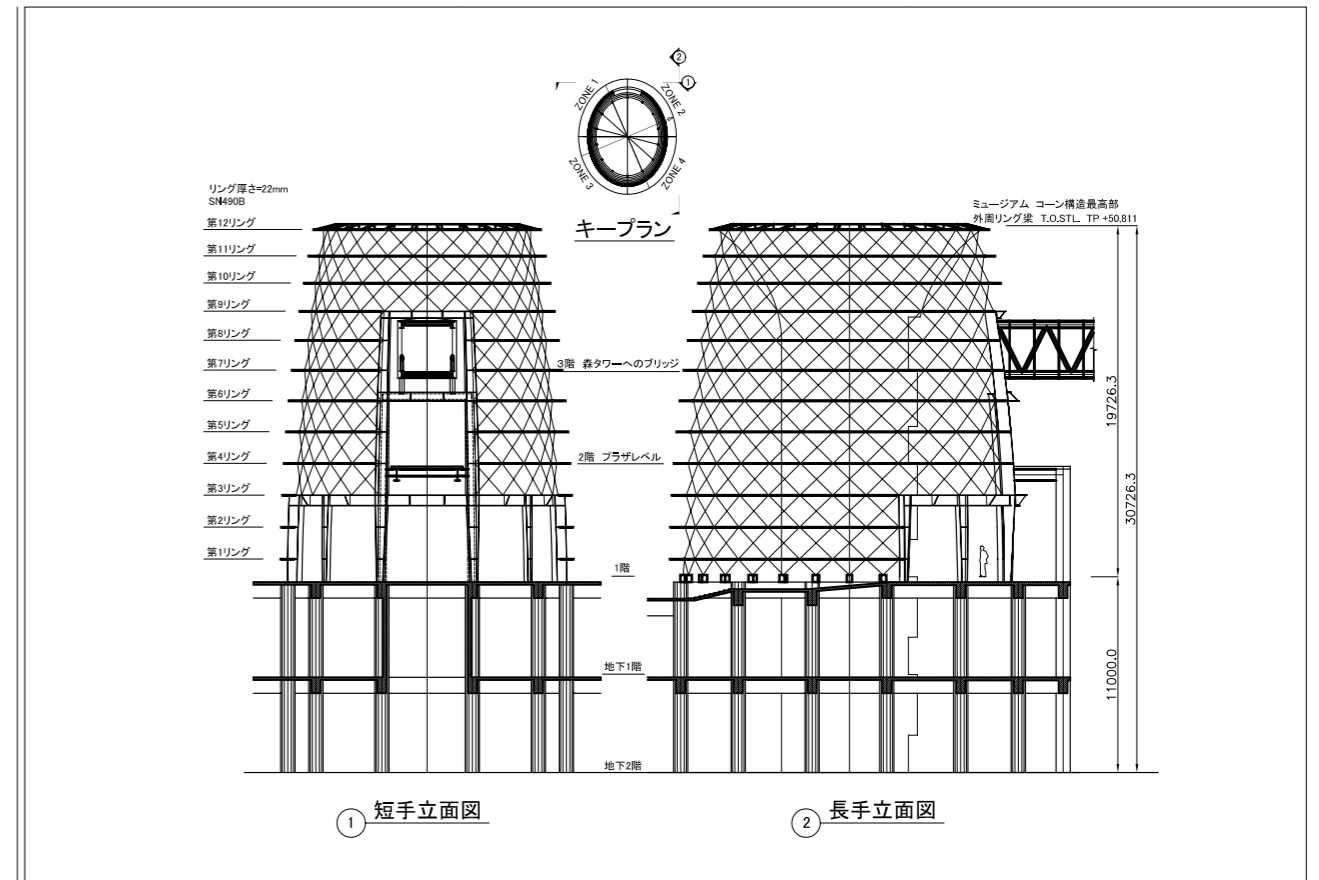 2
1
ZONE 1
ZONE 2
ZONE 3
ZONE 4
キープラン
リング厚さ=22mm
SN490B
第12リング
第11リング
第10リング
第9リング
第8リング
第7リング
第6リング
第5リング
第4リング
第3リング
第2リング
第1リング
ミュージアム コーン構造最高部
外周リング梁 T.O.STL. TP +50,811
3階 森タワーへのブリッジ
2階 プラザレベル
1階
地下1階
地下2階
19726.3
30726.3
11000.0
1 短手立面図
2 長手立面図